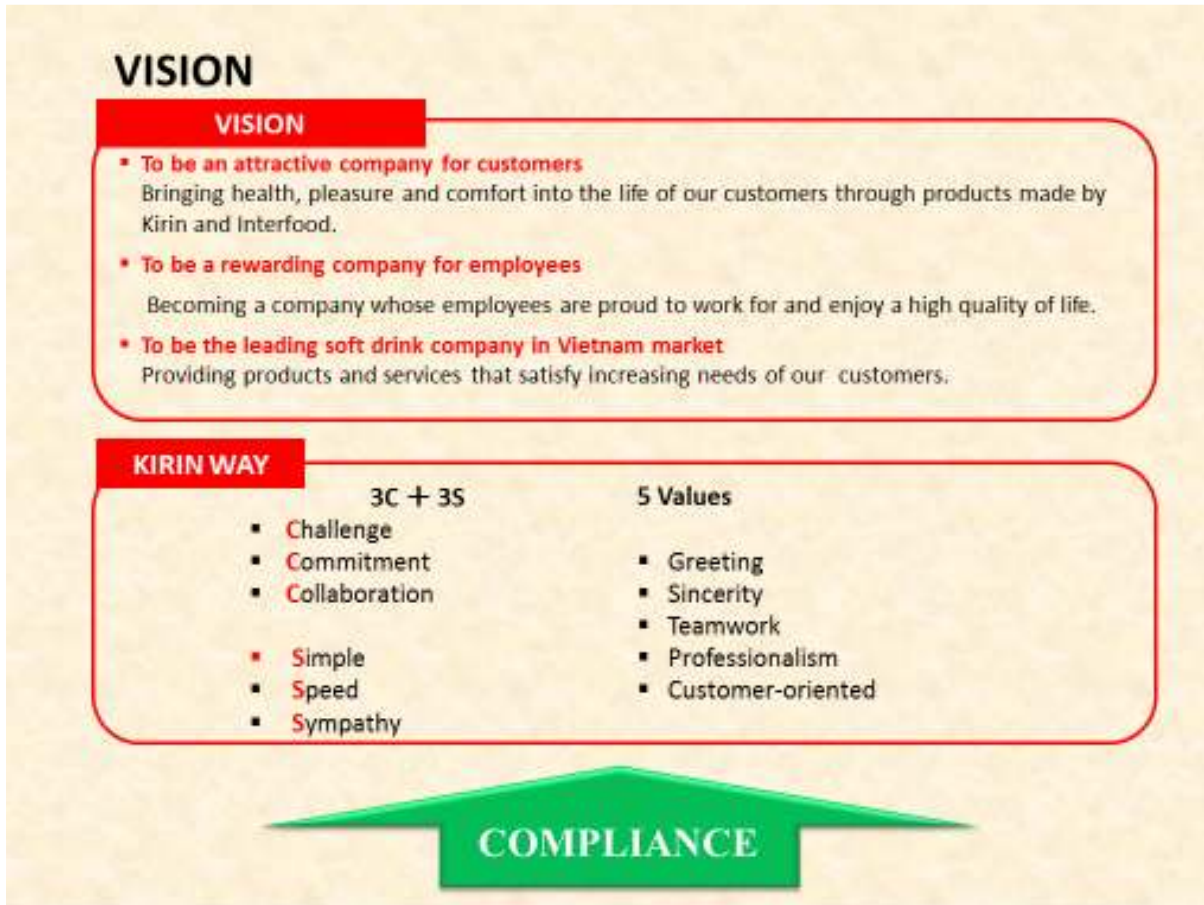 VISION
VISION
▪ To be an attractive company for customers
Bringing health, pleasure and comfort into the life of our customers through products made by
Kirin and Interfood.
▪ To be a rewarding company for employees
Becoming a company whose employees are proud to work for and enjoy a high quality of life.
▪ To be the leading soft drink company in Vietnam market
Providing products and services that satisfy increasing needs of our customers.
KIRIN WAY
3C + 3S
▪ Challenge
▪ Commitment
▪ Collaboration
▪ Simple
▪ Speed
▪ Sympathy
5 Values
▪ Greeting
▪ Sincerity
▪ Teamwork
▪ Professionalism
▪ Customer-oriented
COMPLIANCE